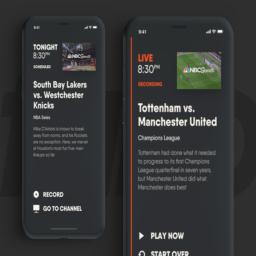 9:41
TONIGHT
8:30PM
SCHEDULED
NBCSports
South Bay Lakers
vs. Westchester
Knicks
NBA Series
RECORD
GO TO CHANNEL
9:41
LIVE
8:30PM
RECORDING
NBCSports
Tottenham vs.
Manchester United
Champions League
Tottenham had done what it needed
to progress to its first Champions
League quarterfinal in seven years,
but Manchester United did what
Manchester does best
PLAY NOW
START OVER